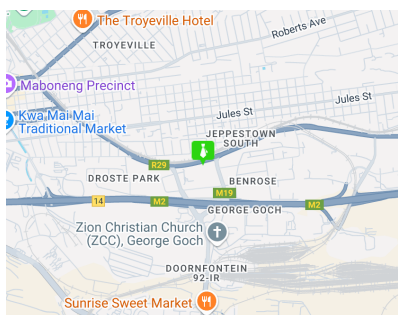 The Troyeville Hotel
Roberts Ave
TROYEVILLE
Maboneng Precinct
Jules St
Kwa Mai Mai
Traditional Market
Jules St
JEPPESTOWN
SOUTH
R29
DROSTE PARK
BENROSE
M19
14
M2
M2
GEORGE GOCH
Zion Christian Church
(ZCC), George Goch
DOORNFONTEIN
92-IR
Sunrise Sweet Market